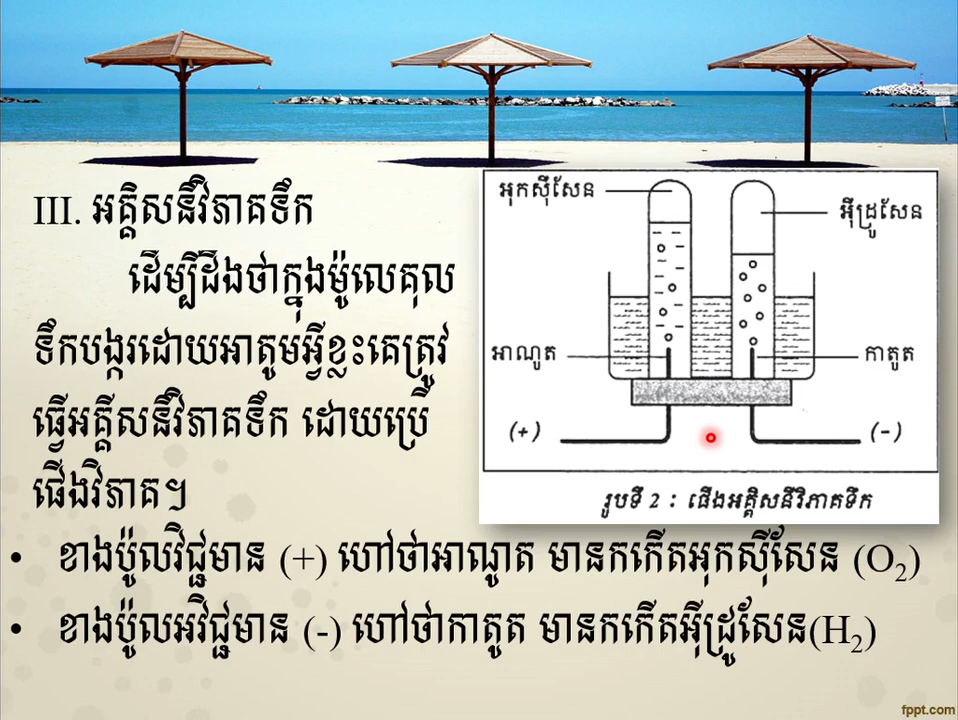 III. អគ្គិសនីវិភាគទឹក
ដើម្បីដឹងថាក្នុងម៉ូលេគុល
ទឹកបង្ករដោយអាតូមអ្វីខ្លះគេត្រូវ
ធ្វើអគ្គីសនីវិភាគទឹក ដោយប្រើ
ផើងវិភាគ។
អុកស៊ីសែន
អ៊ីដ្រូសែន
អាណូត
កាតូត
(+)
(-)
រូបទី 2 : ផើងអគ្គិសនីវិភាគទឹក
• ខាងប៉ូលវិជ្ជមាន (+) ហៅថាអាណូត មានកកើតអុកស៊ីសែន (O₂)
• ខាងប៉ូលអវិជ្ជមាន (-) ហៅថាកាតូត មានកកើតអ៊ីដ្រូសែន(H₂)
fppt.com